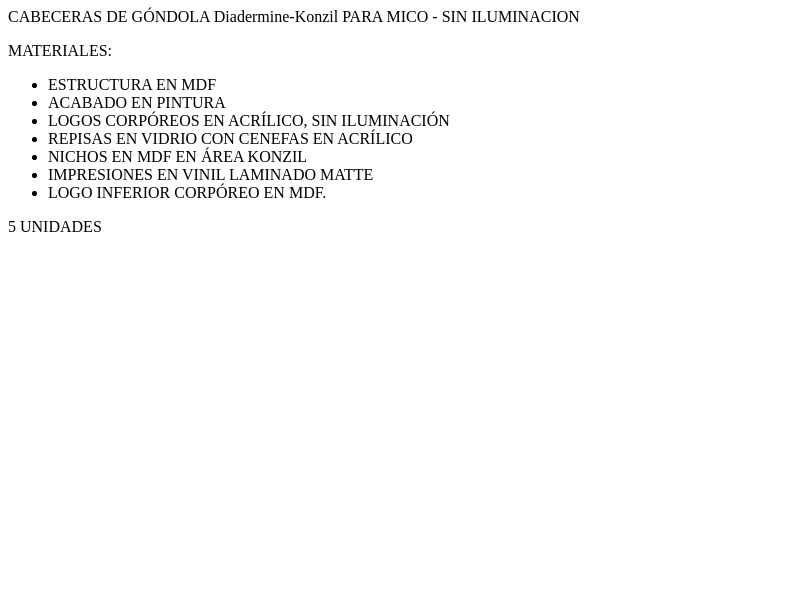 CABECERAS DE GÓNDOLA Diadermine-Konzil PARA MICO - SIN ILUMINACION
MATERIALES:
ESTRUCTURA EN MDF
ACABADO EN PINTURA
LOGOS CORPÓREOS EN ACRÍLICO, SIN ILUMINACIÓN
REPISAS EN VIDRIO CON CENEFAS EN ACRÍLICO
NICHOS EN MDF EN ÁREA KONZIL
IMPRESIONES EN VINIL LAMINADO MATTE
LOGO INFERIOR CORPÓREO EN MDF.
5 UNIDADES